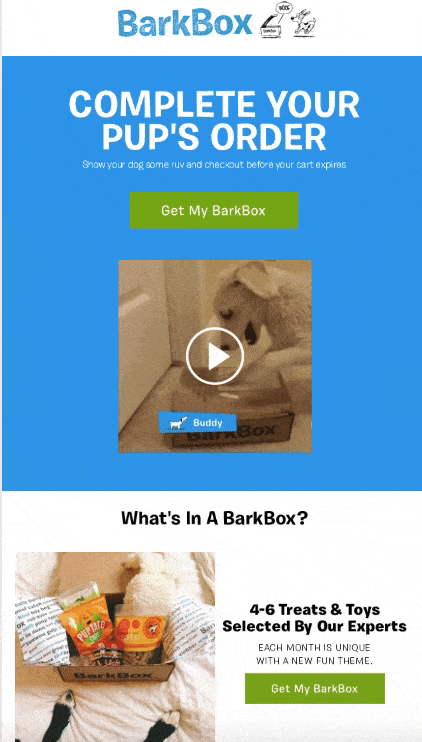 BarkBox
COMPLETE YOUR
PUP'S ORDER
Show your dog some ruv and checkout before your cart expires
Get My BarkBox
Buddy
BarkBox
What's In A BarkBox?
4-6 Treats & Toys
Selected By Our Experts
EACH MONTH IS UNIQUE
WITH A NEW FUN THEME.
BarkBox
Get My BarkBox